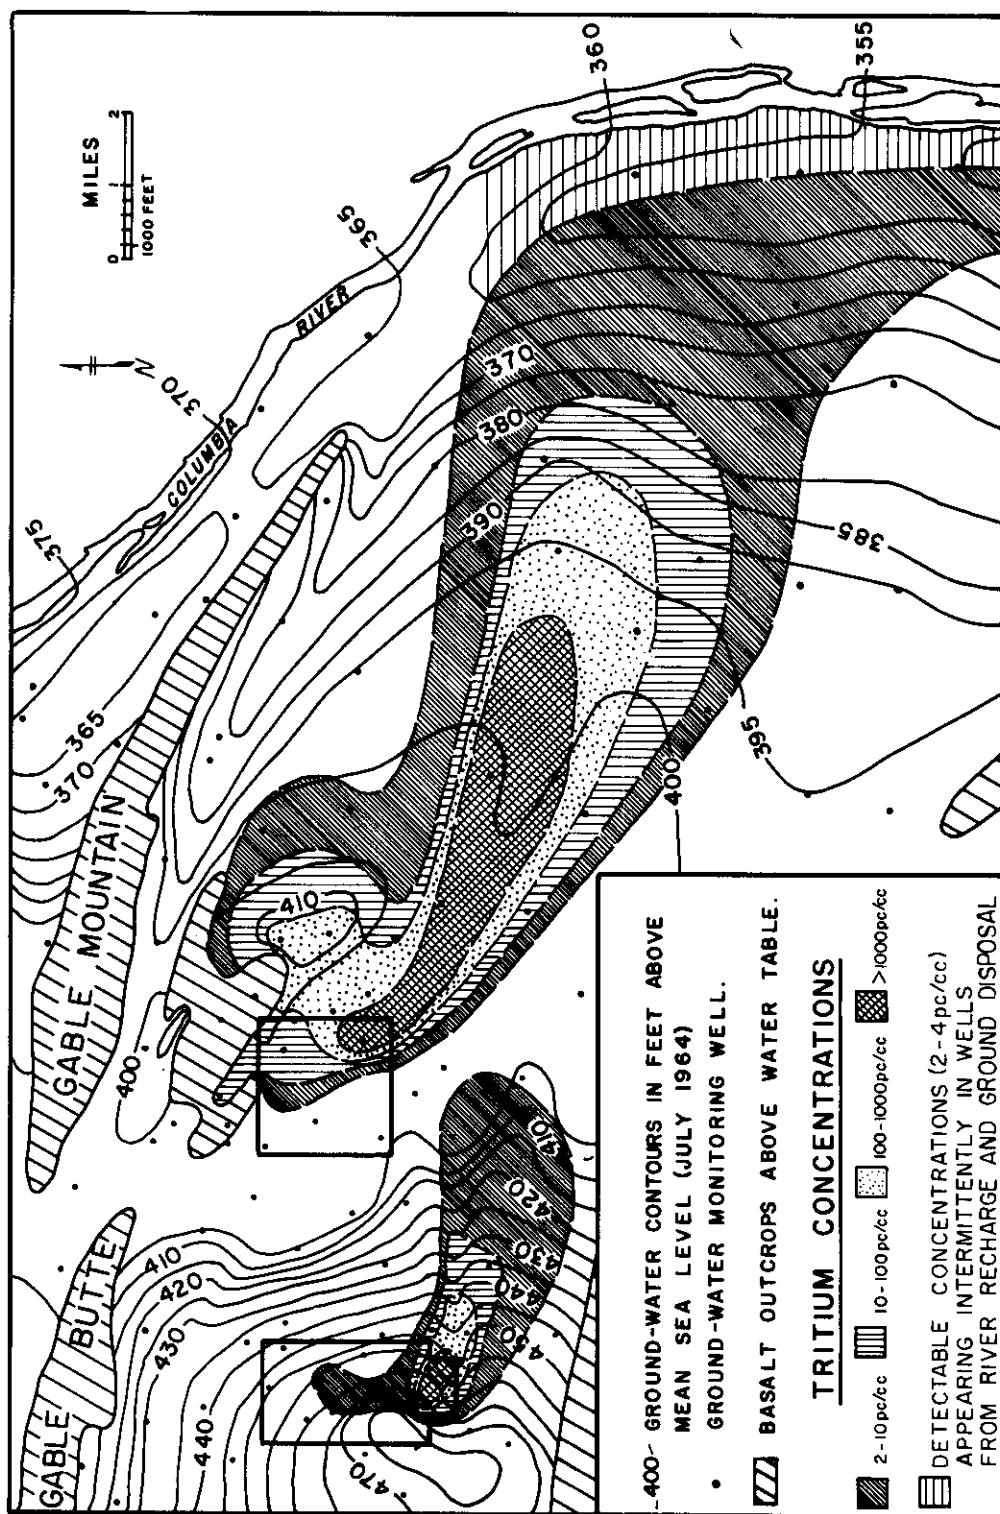 MILES
0 1 2
1000 FEET
N
COLUMBIA RIVER
375
370
365
360
355
GABLE MOUNTAIN
GABLE BUTTE
365
370
370
380
390
385
395
400
400
410
410
420
430
440
470
410
420
430
440
450
400 GROUND-WATER CONTOURS IN FEET ABOVE
MEAN SEA LEVEL (JULY 1964)
GROUND-WATER MONITORING WELL.
BASALT OUTCROPS ABOVE WATER TABLE.
TRITIUM CONCENTRATIONS
2-10pc/cc 10-100pc/cc 100-1000pc/cc >1000pc/cc
DETECTABLE CONCENTRATIONS (2-4pc/cc)
APPEARING INTERMITTENTLY IN WELLS
FROM RIVER RECHARGE AND GROUND DISPOSAL